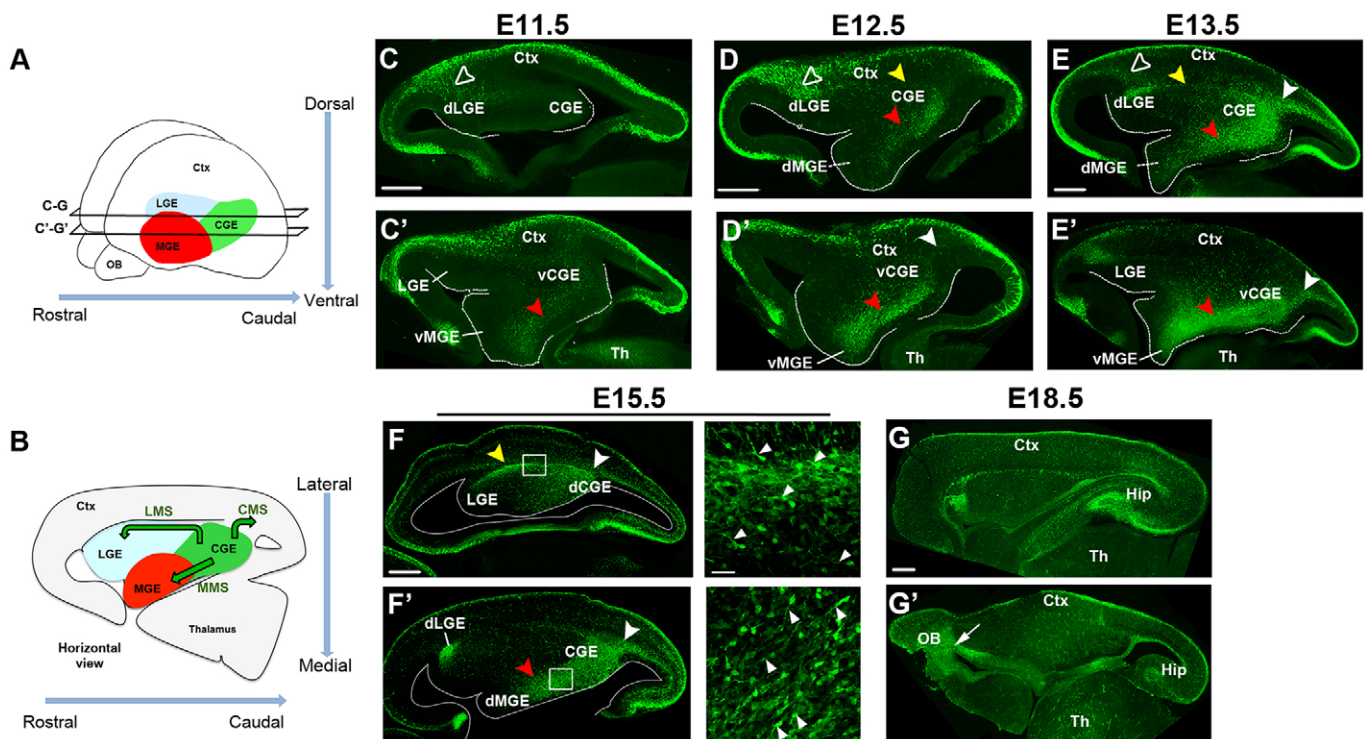 E11.5
E12.5
E13.5
A
Dorsal
Ctx
LGE
C-G
CGE
C'-G'
MGE
OB
Ventral
Rostral
Caudal
C
Ctx
dLGE
CGE
D
Ctx
CGE
dLGE
dMGE
E
Ctx
dLGE
CGE
dMGE
C'
Ctx
LGE
vCGE
vMGE
Th
D'
Ctx
vCGE
vMGE
Th
E'
Ctx
LGE
vCGE
vMGE
Th
E15.5
E18.5
B
Lateral
Ctx
LMS
CMS
LGE
CGE
MGE
MMS
Thalamus
Horizontal
view
Medial
Rostral
Caudal
F
LGE
dCGE
F'
dLGE
CGE
dMGE
G
Ctx
Hip
Th
G'
Ctx
OB
Hip
Th